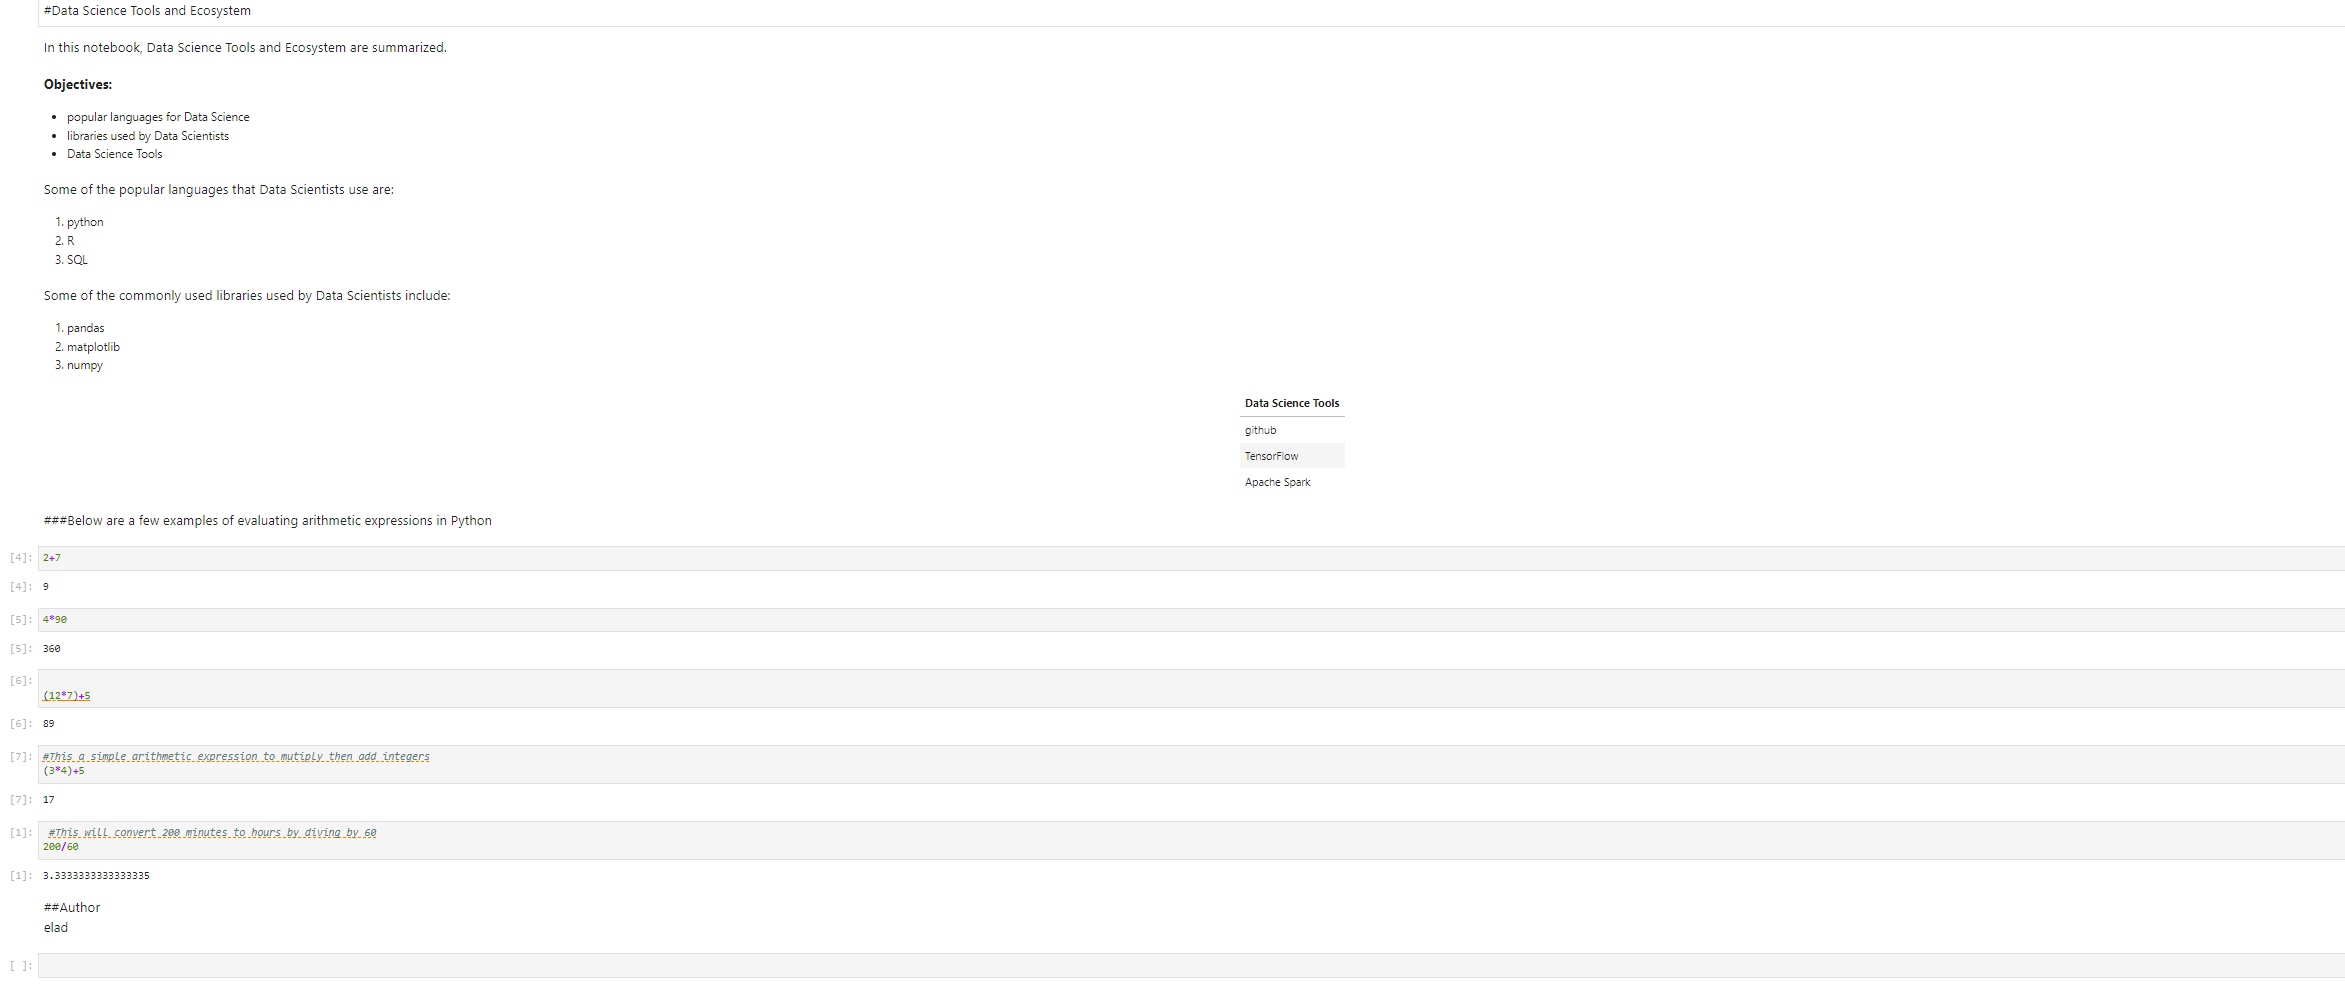 #Data Science Tools and Ecosystem
In this notebook, Data Science Tools and Ecosystem are summarized.
Objectives:
• popular languages for Data Science
• libraries used by Data Scientists
• Data Science Tools
Some of the popular languages that Data Scientists use are:
1. python
2. R
3. SQL
Some of the commonly used libraries used by Data Scientists include:
1. pandas
2. matplotlib
3. numpy
Data Science Tools
github
TensorFlow
Apache Spark
###Below are a few examples of evaluating arithmetic expressions in Python
[4]: 2+7
[4]: 9
[5]: 4*90
[5]: 360
[6]:
(12*7)+5
[6]: 89
[7]: #This a simple arithmetic expression to mutiply then add integers
(3*4)+5
[7]: 17
[1]: #This will convert 200 minutes to hours by diving by 60
200/60
[1]: 3.3333333333333335
##Author
elad
[ ]: